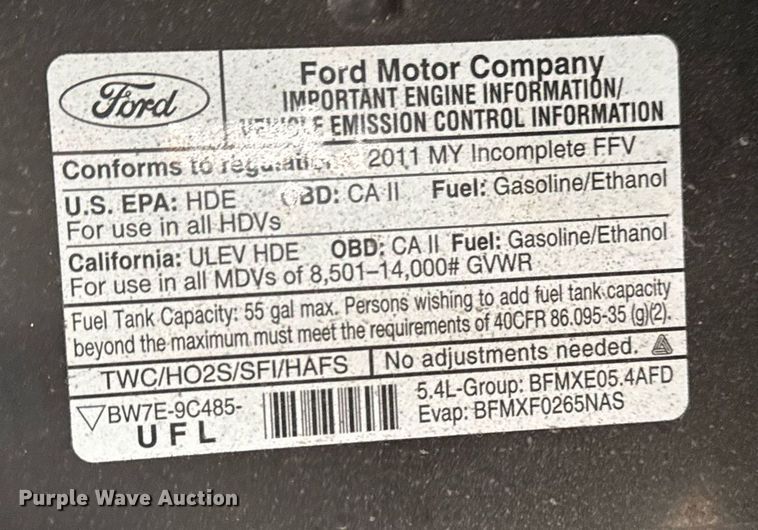 Ford
Ford Motor Company
IMPORTANT ENGINE INFORMATION/
VEHICLE EMISSION CONTROL INFORMATION
Conforms to regulations: 2011 MY Incomplete FFV
U.S. EPA: HDE OBD: CA II Fuel: Gasoline/Ethanol
For use in all HDVs
California: ULEV HDE OBD: CA II Fuel: Gasoline/Ethanol
For use in all MDVs of 8,501–14,000# GVWR
Fuel Tank Capacity: 55 gal max. Persons wishing to add fuel tank capacity
beyond the maximum must meet the requirements of 40CFR 86.095-35 (g)(2).
TWC/HO2S/SFI/HAFS No adjustments needed.
BW7E-9C485-
UFL
5.4L-Group: BFMXE05.4AFD
Evap: BFMXF0265NAS
Purple Wave Auction